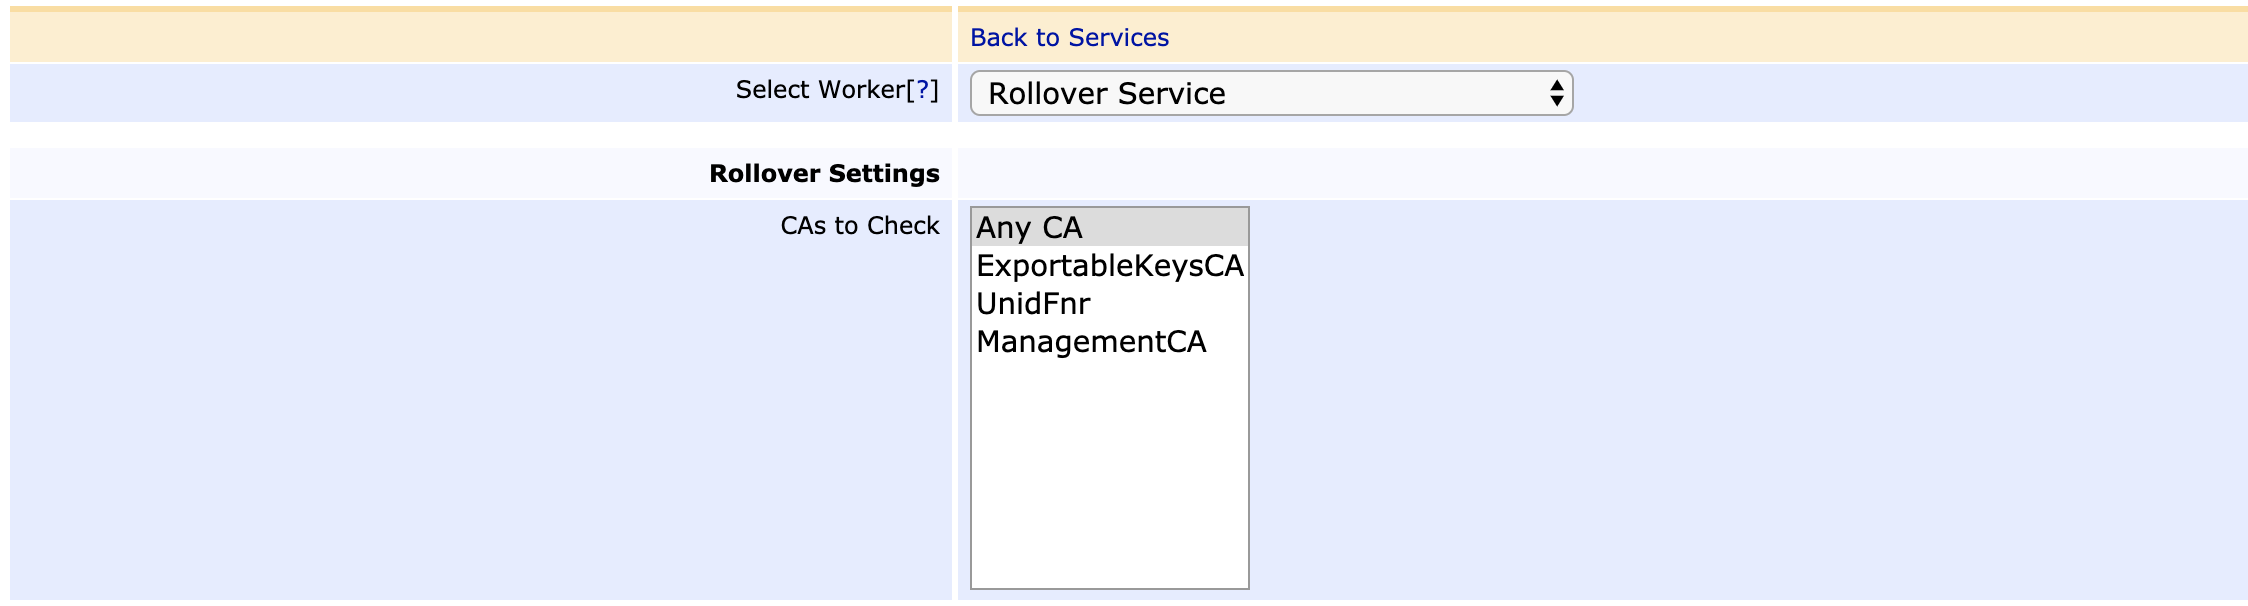 Back to Services
Select Worker[?]
Rollover Service
Rollover Settings
CAs to Check
Any CA
ExportableKeysCA
UnidFnr
ManagementCA